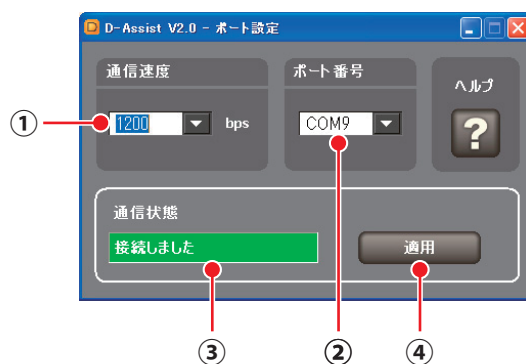 D-Assist V2.0 - ポート設定
通信速度
ポート番号
ヘルプ
①
1200
bps
COM9
?
通信状態
接続しました
適用
③
②
④